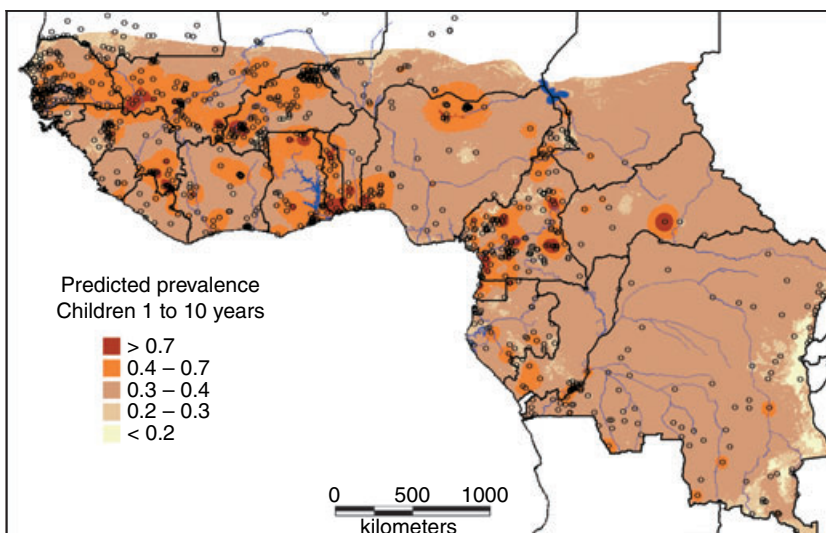 Predicted prevalence
Children 1 to 10 years
> 0.7
0.4 – 0.7
0.3 – 0.4
0.2 – 0.3
< 0.2
0 500 1000
kilometers